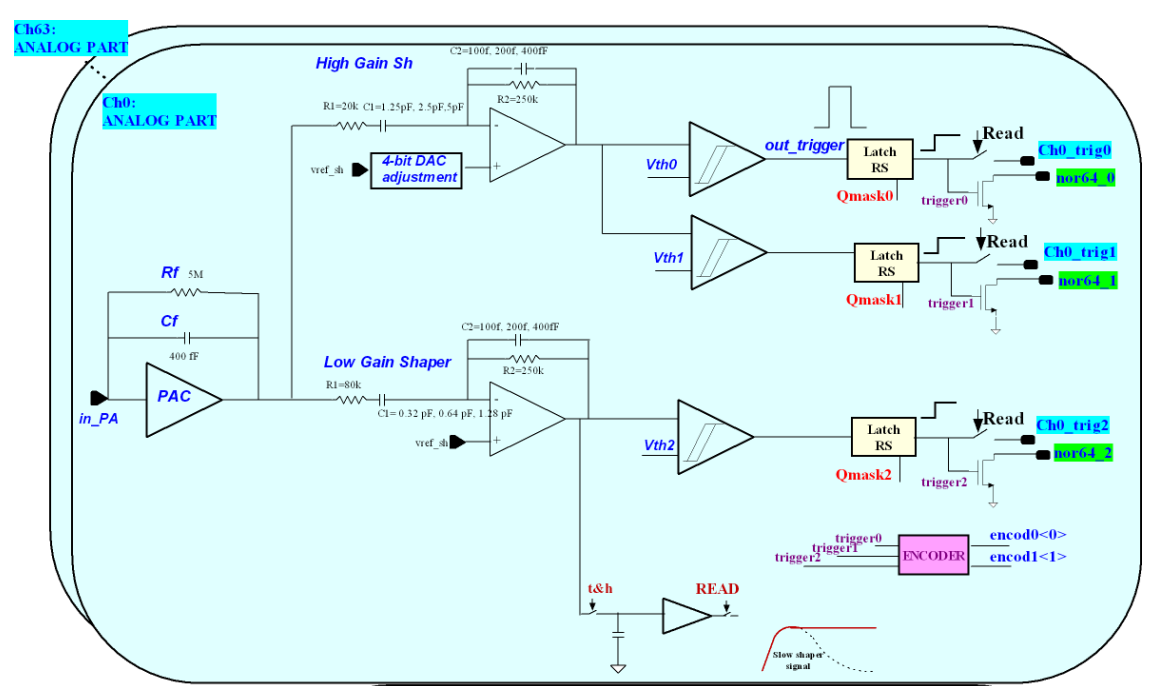 Ch63:
ANALOG PART
Ch0:
ANALOG PART
High Gain Sh
C2=100f, 200f, 400fF
R2=250k
R1=20k
C1=1.25pF, 2.5pF,5pF
-
+
vref_sh
4-bit DAC
adjustment
Vth0
out_trigger
Latch
RS
Qmask0
Read
Ch0_trig0
nor64_0
trigger0
Vth1
Latch
RS
Qmask1
Read
Ch0_trig1
nor64_1
trigger1
Rf 5M
Cf
400 fF
PAC
in_PA
Low Gain Shaper
C2=100f, 200f, 400fF
R2=250k
R1=80k
C1= 0.32 pF, 0.64 pF, 1.28 pF
-
+
vref_sh
Vth2
Latch
RS
Qmask2
Read
Ch0_trig2
nor64_2
trigger2
trigger0
trigger1
trigger2
ENCODER
encod0<0>
encod1<1>
t&h
READ
Slow shaper
signal